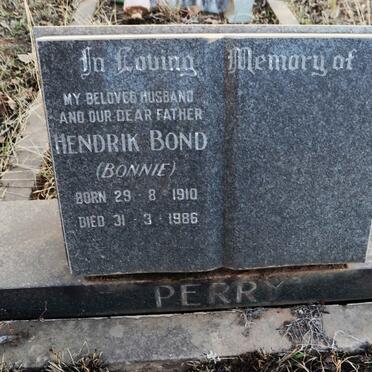 In Loving Memory of
MY BELOVED HUSBAND
AND OUR DEAR FATHER
HENDRIK BOND
(BONNIE)
BORN 29 - 8 - 1910
DIED 31 - 3 - 1986
PERRY